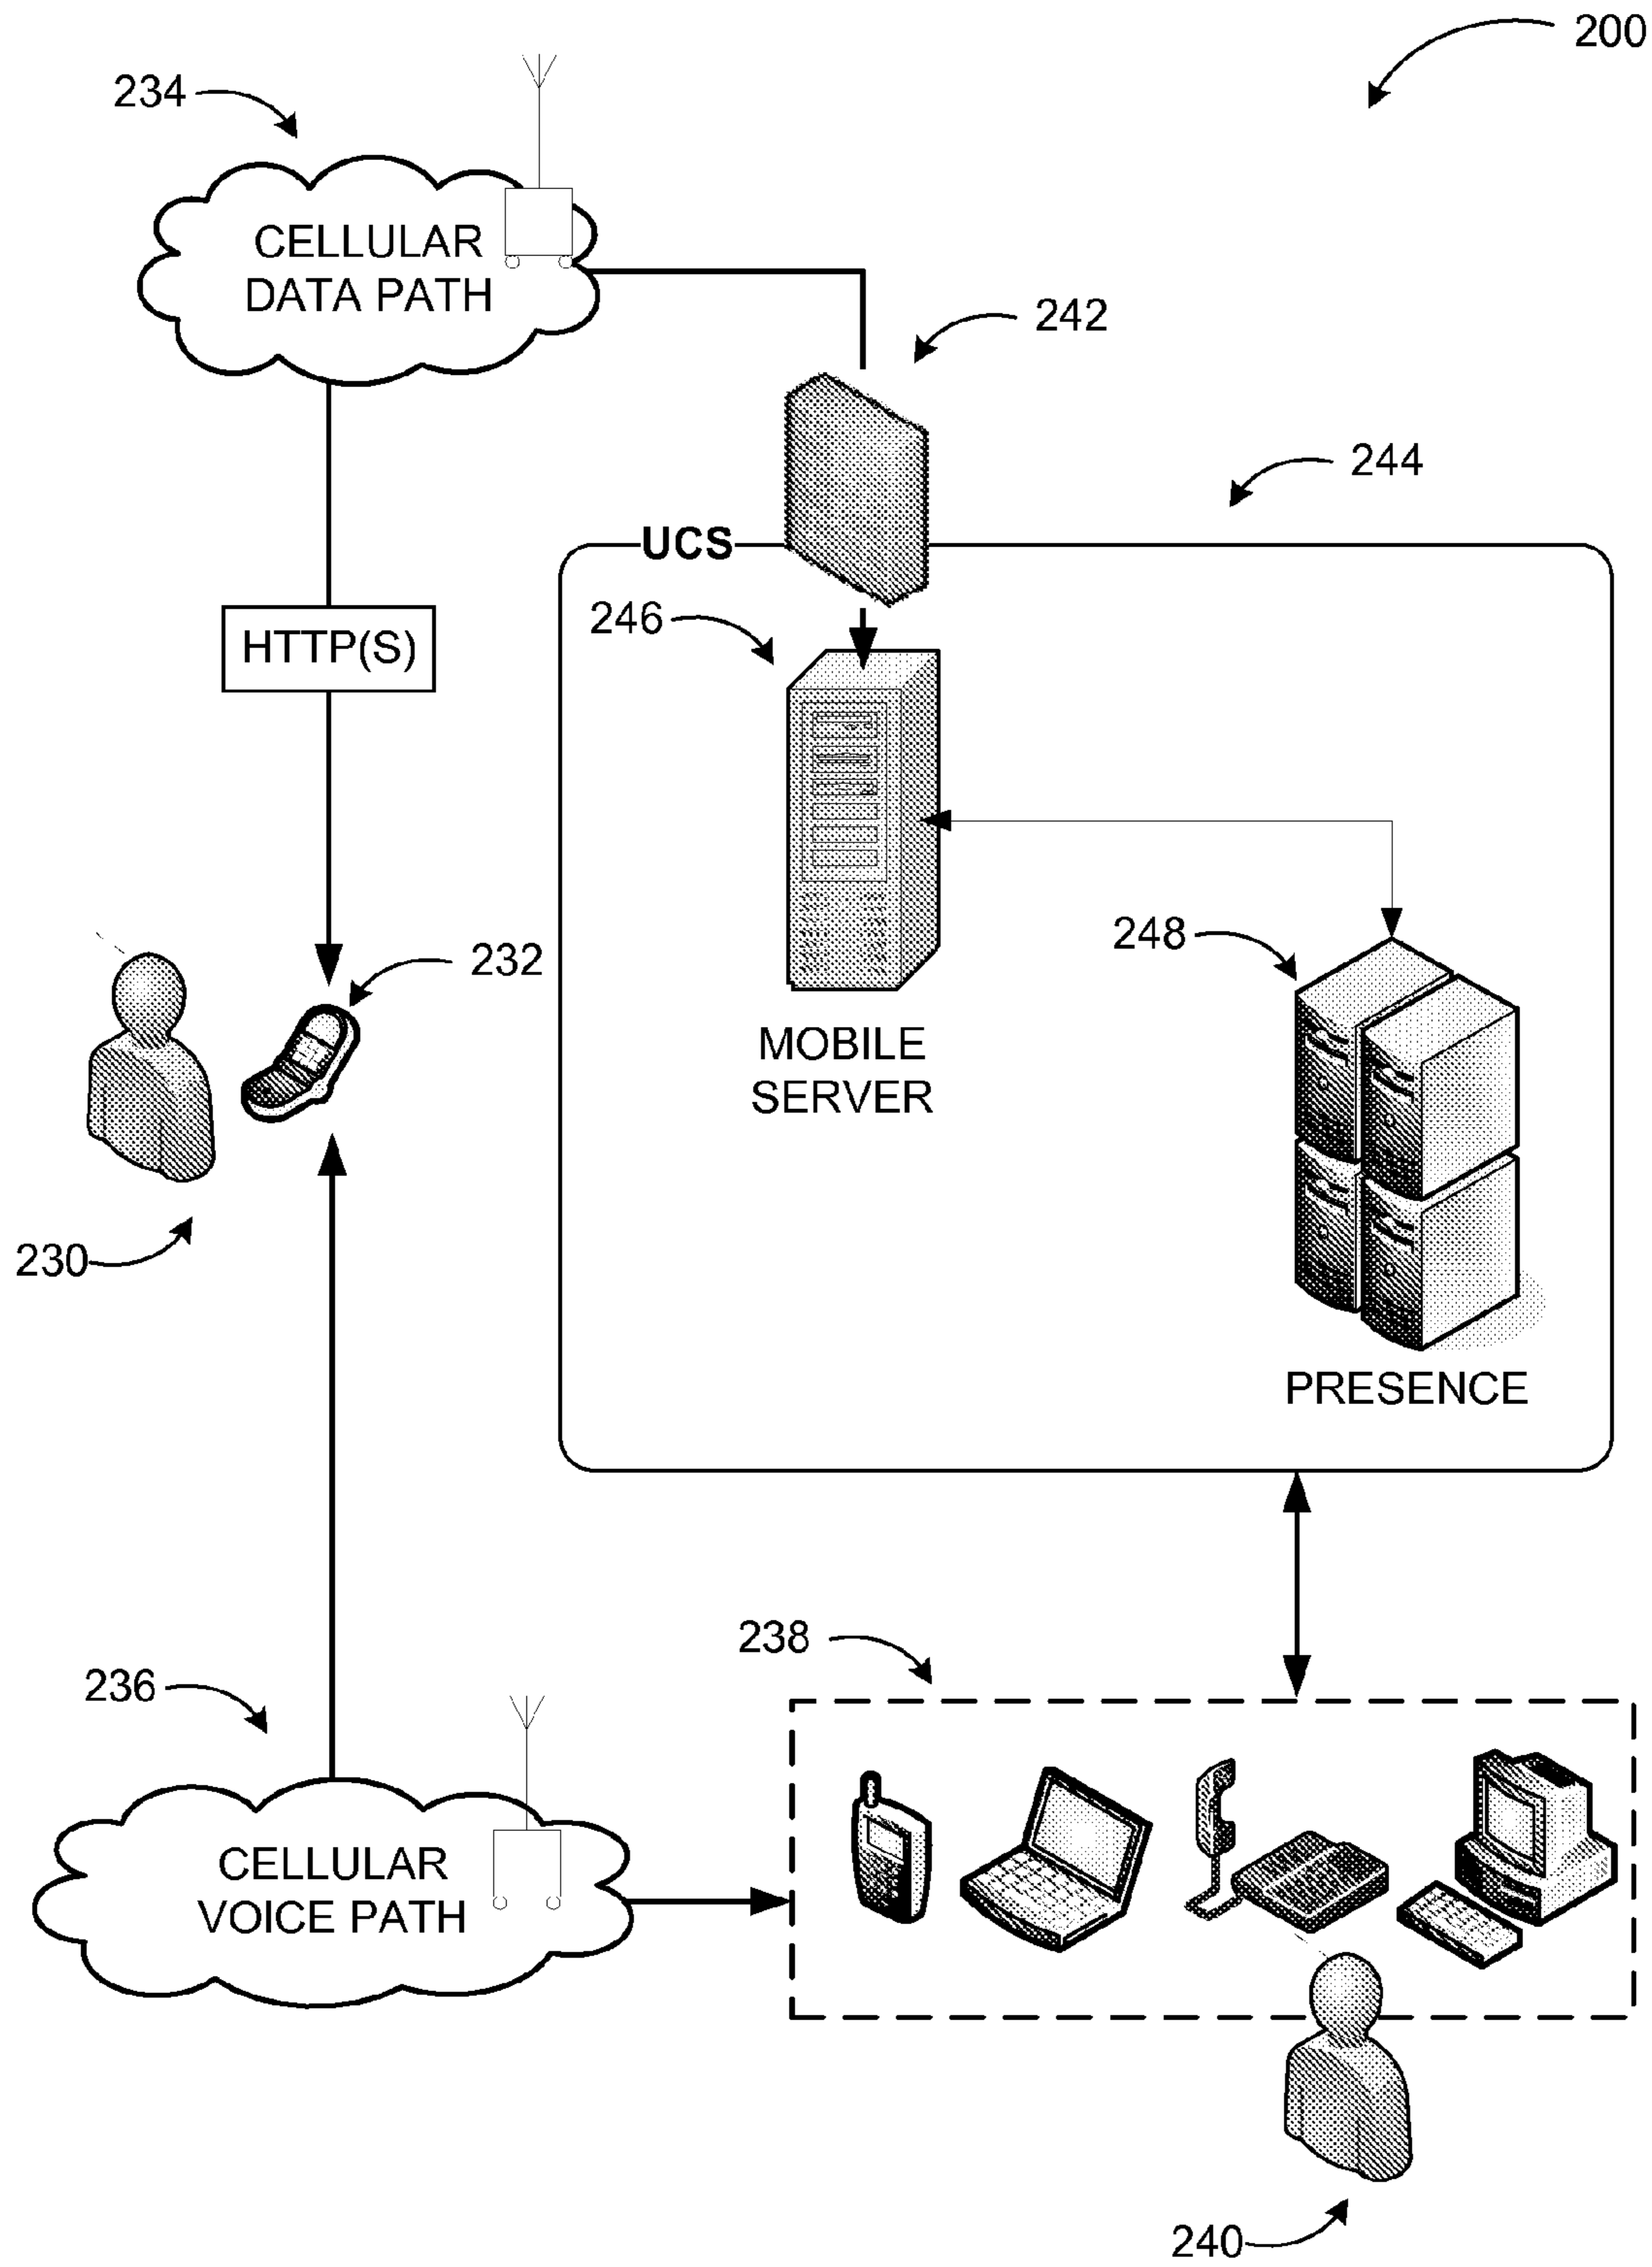 200
234
CELLULAR
DATA PATH
242
244
UCS
246
HTTP(S)
248
232
MOBILE
SERVER
230
PRESENCE
238
236
CELLULAR
VOICE PATH
240